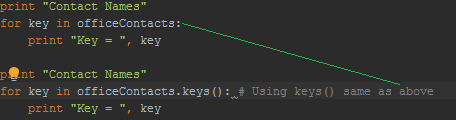 print "Contact Names"
for key in officeContacts:
    print "Key = ", key
print "Contact Names"
for key in officeContacts.keys(): # Using keys() same as above
    print "Key = ", key